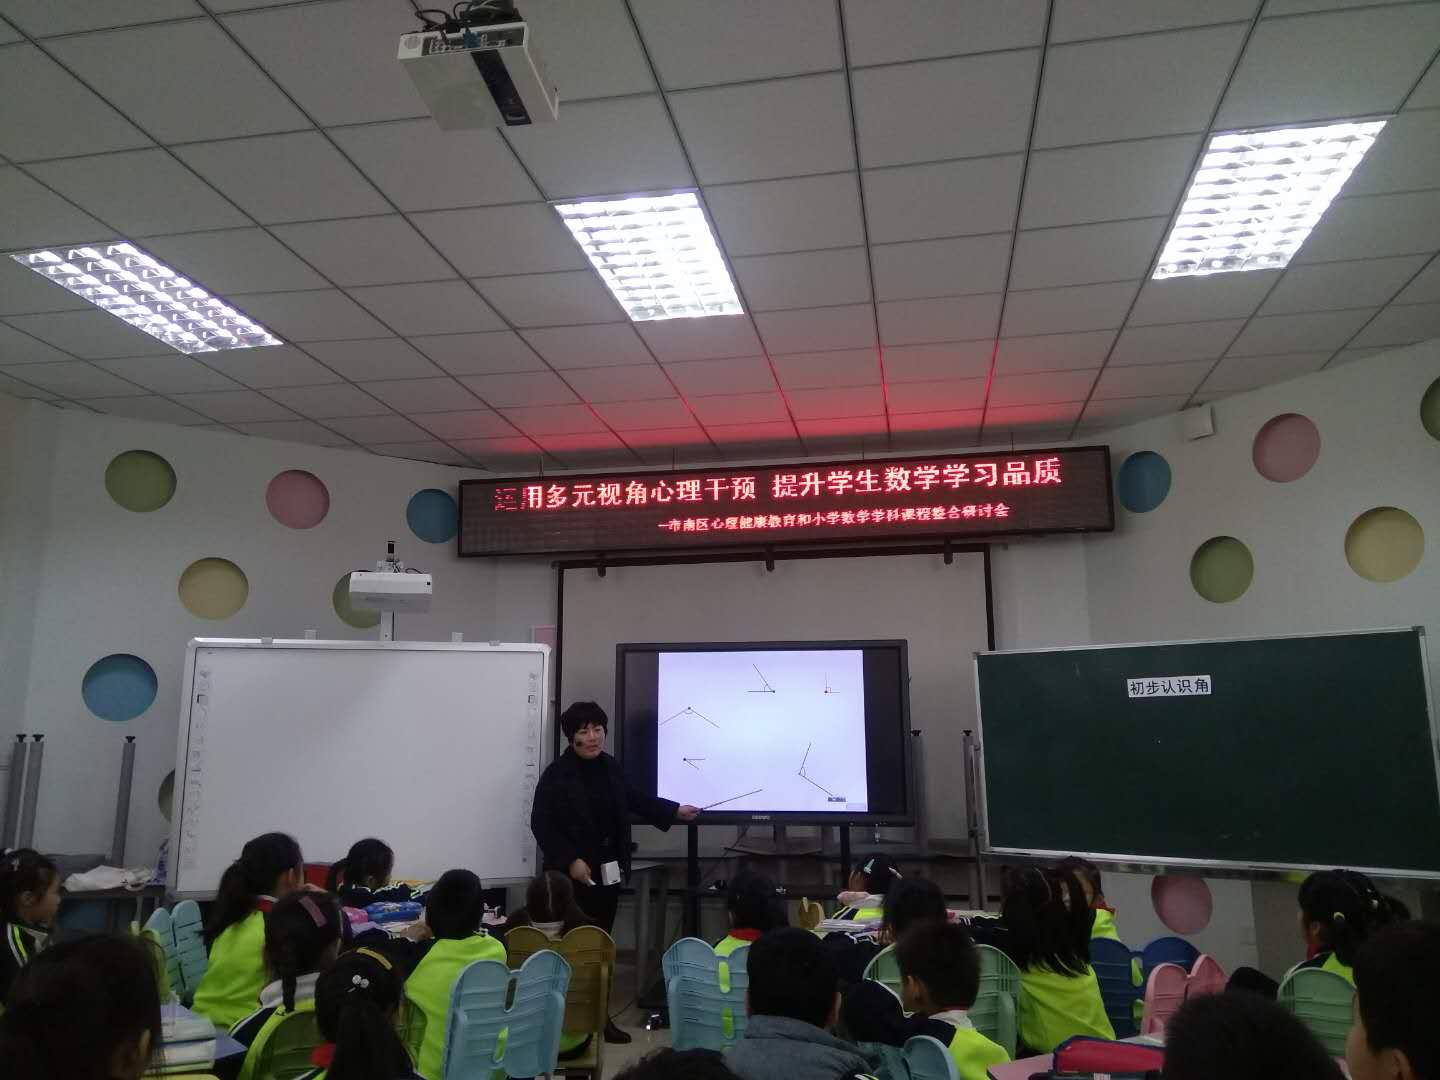 运用多元视角心理干预 提升学生数学学习品质
—市南区心理健康教育和小学数学学科课程整合研讨会
初步认识角